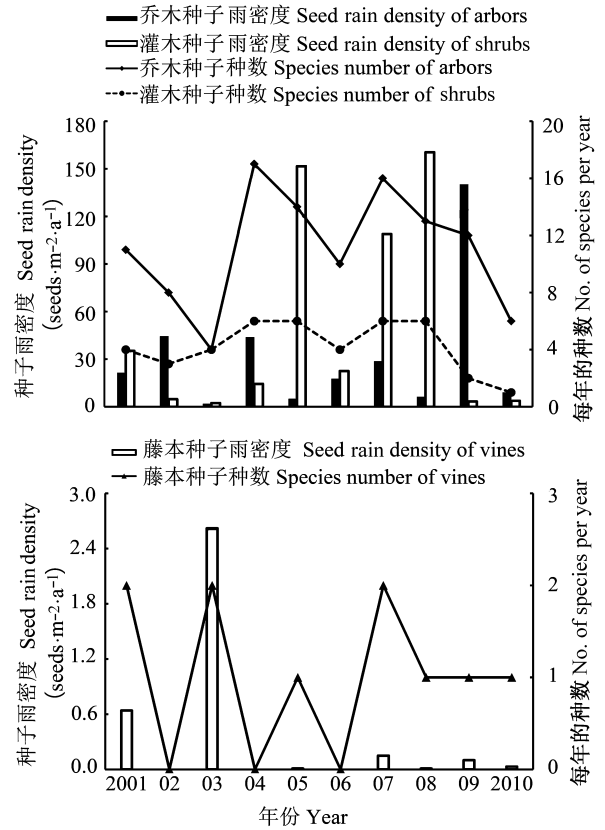 乔木种子雨密度 Seed rain density of arbors
灌木种子雨密度 Seed rain density of shrubs
乔木种子种数 Species number of arbors
灌木种子种数 Species number of shrubs
种子雨密度 Seed rain density
(seeds·m⁻²·a⁻¹)
180
150
120
90
60
30
0
20
16
12
8
4
0
每年的种数 No. of species per year
藤本种子雨密度 Seed rain density of vines
藤本种子种数 Species number of vines
种子雨密度 Seed rain density
(seeds·m⁻²·a⁻¹)
3.0
2.4
1.8
1.2
0.6
0.0
3
2
1
0
每年的种数 No. of species per year
2001 02 03 04 05 06 07 08 09 2010
年份 Year